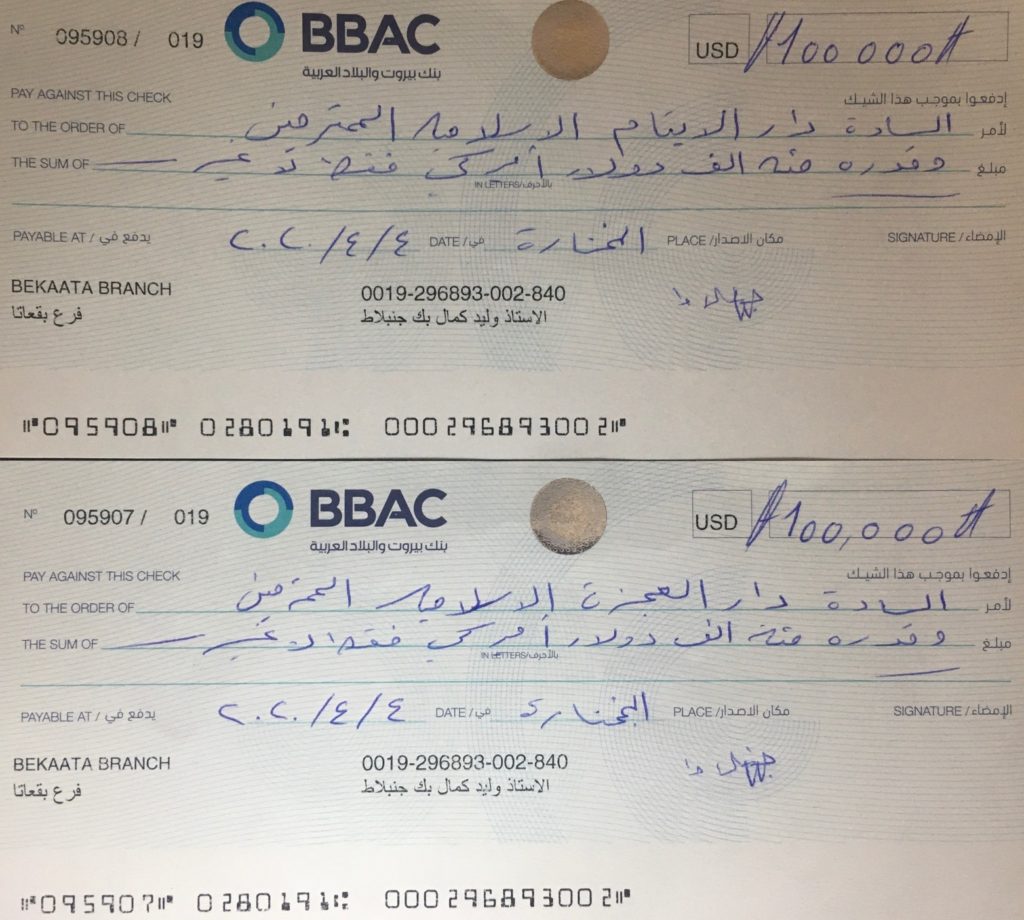 Nº 095908 / 019 BBAC USD #100 000#
بنك بيروت والبلاد العربية
PAY AGAINST THIS CHECK إدفعوا بموجب هذا الشيك
TO THE ORDER OF السادة دار الايتام الاسلامية المحترمين لأمر
THE SUM OF وقدره مئة الف دولار أمركي فقط لا غير مبلغ
IN LETTERS/بالأحرف
PAYABLE AT / يدفع في ٢٠٢٠/٤/٤ DATE / في المختارة PLACE / مكان الاصدار SIGNATURE / الإمضاء
BEKAATA BRANCH 0019-296893-002-840
فرع بقعاتا الاستاذ وليد كمال بك جنبلاط
⑈095908⑈ 0280191⑆ 000296893002⑈
Nº 095907 / 019 BBAC USD #100,000#
بنك بيروت والبلاد العربية
PAY AGAINST THIS CHECK إدفعوا بموجب هذا الشيك
TO THE ORDER OF السادة دار العجزة الاسلامية المحترمين لأمر
THE SUM OF وقدره مئة الف دولار أمركي فقط لا غير مبلغ
IN LETTERS/بالأحرف
PAYABLE AT / يدفع في ٢٠٢٠/٤/٤ DATE / في المختارة PLACE / مكان الاصدار SIGNATURE / الإمضاء
BEKAATA BRANCH 0019-296893-002-840
فرع بقعاتا الاستاذ وليد كمال بك جنبلاط
⑈095907⑈ 0280191⑆ 000296893002⑈